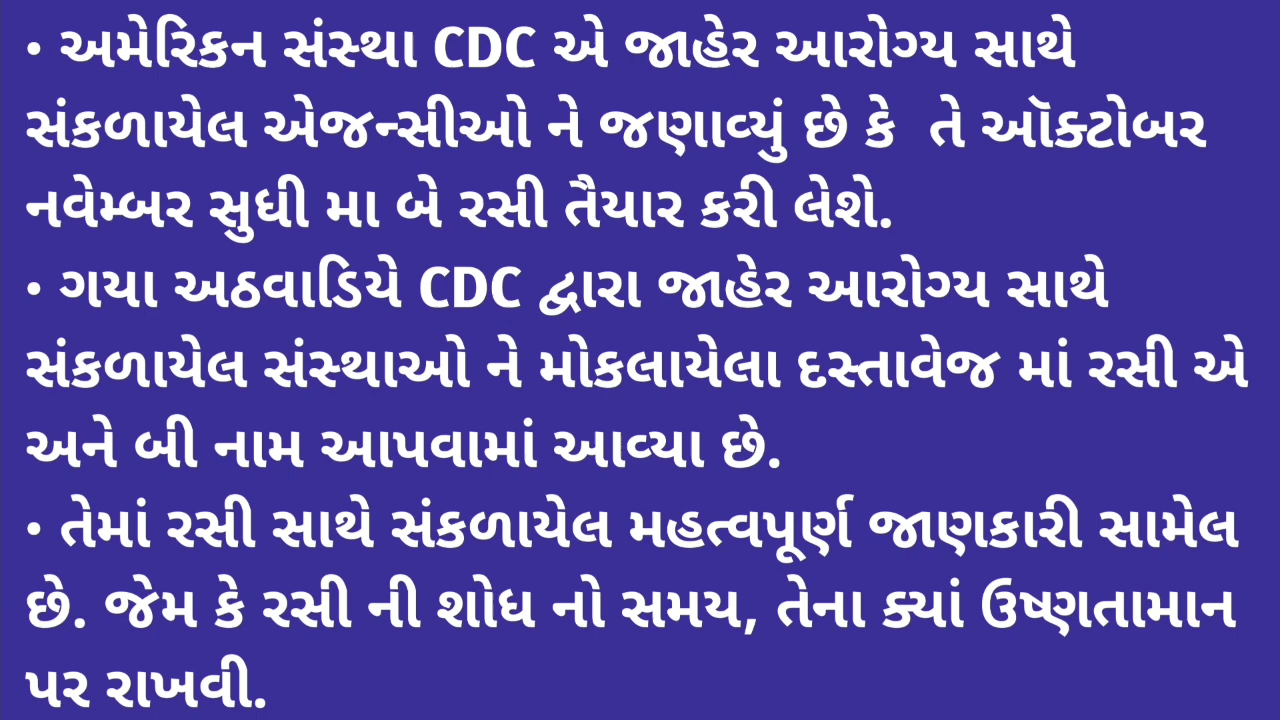 • અમેરિકન સંસ્થા CDC એ જાહેર આરોગ્ય સાથે
સંકળાયેલ એજન્સીઓ ને જણાવ્યું છે કે  તે ઑક્ટોબર
નવેમ્બર સુધી મા બે રસી તૈયાર કરી લેશે.
• ગયા અઠવાડિયે CDC દ્વારા જાહેર આરોગ્ય સાથે
સંકળાયેલ સંસ્થાઓ ને મોકલાયેલા દસ્તાવેજ માં રસી એ
અને બી નામ આપવામાં આવ્યા છે.
• તેમાં રસી સાથે સંકળાયેલ મહત્વપૂર્ણ જાણકારી સામેલ
છે. જેમ કે રસી ની શોધ નો સમય, તેના ક્યાં ઉષ્ણતામાન
પર રાખવી.